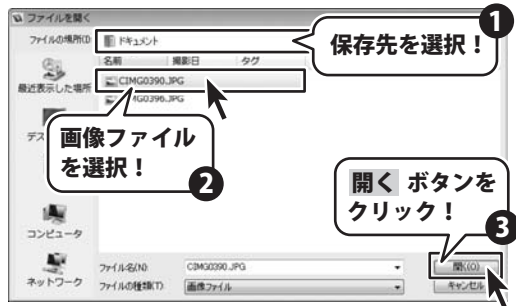 ファイルを開く
ファイルの場所(I)
ドキュメント
保存先を選択！
1
名前
撮影日
タグ
最近表示した場所
CIMG0390.JPG
IMG0396.JPG
デス
画像ファイル
を選択！
2
開く ボタンを
クリック！
3
コンピュータ
ネットワーク
ファイル名(N):
CIMG0390.JPG
開く(O)
ファイルの種類(T):
画像ファイル
キャンセル